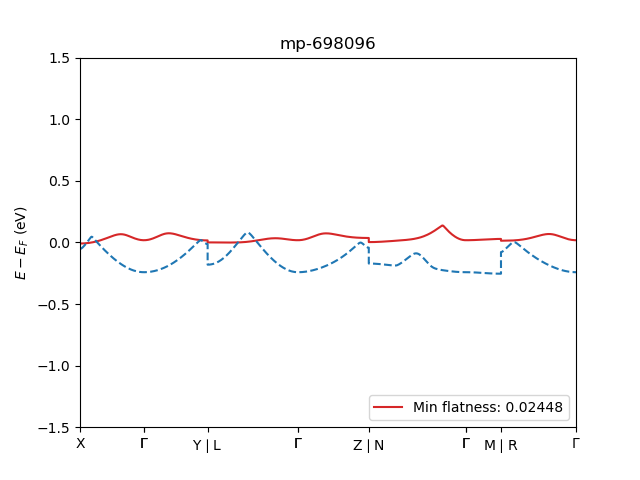 mp-698096
1.5
1.0
0.5
0.0
−0.5
−1.0
−1.5
E − E_F (eV)
Min flatness: 0.02448
X Γ Y | L Γ Z | N Γ M | R Γ